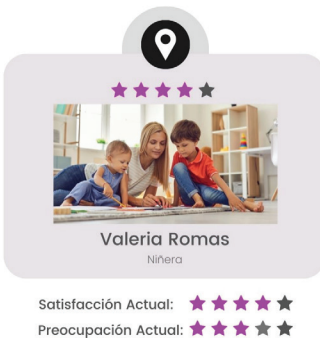 Valeria Romas
Niñera
Satisfacción Actual:
Preocupación Actual: